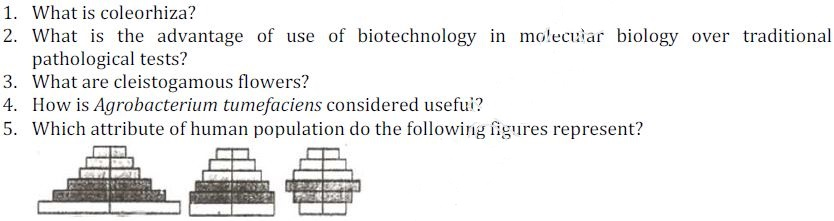 1. What is coleorhiza?
2. What is the advantage of use of biotechnology in molecular biology over traditional
pathological tests?
3. What are cleistogamous flowers?
4. How is Agrobacterium tumefaciens considered useful?
5. Which attribute of human population do the following figures represent?